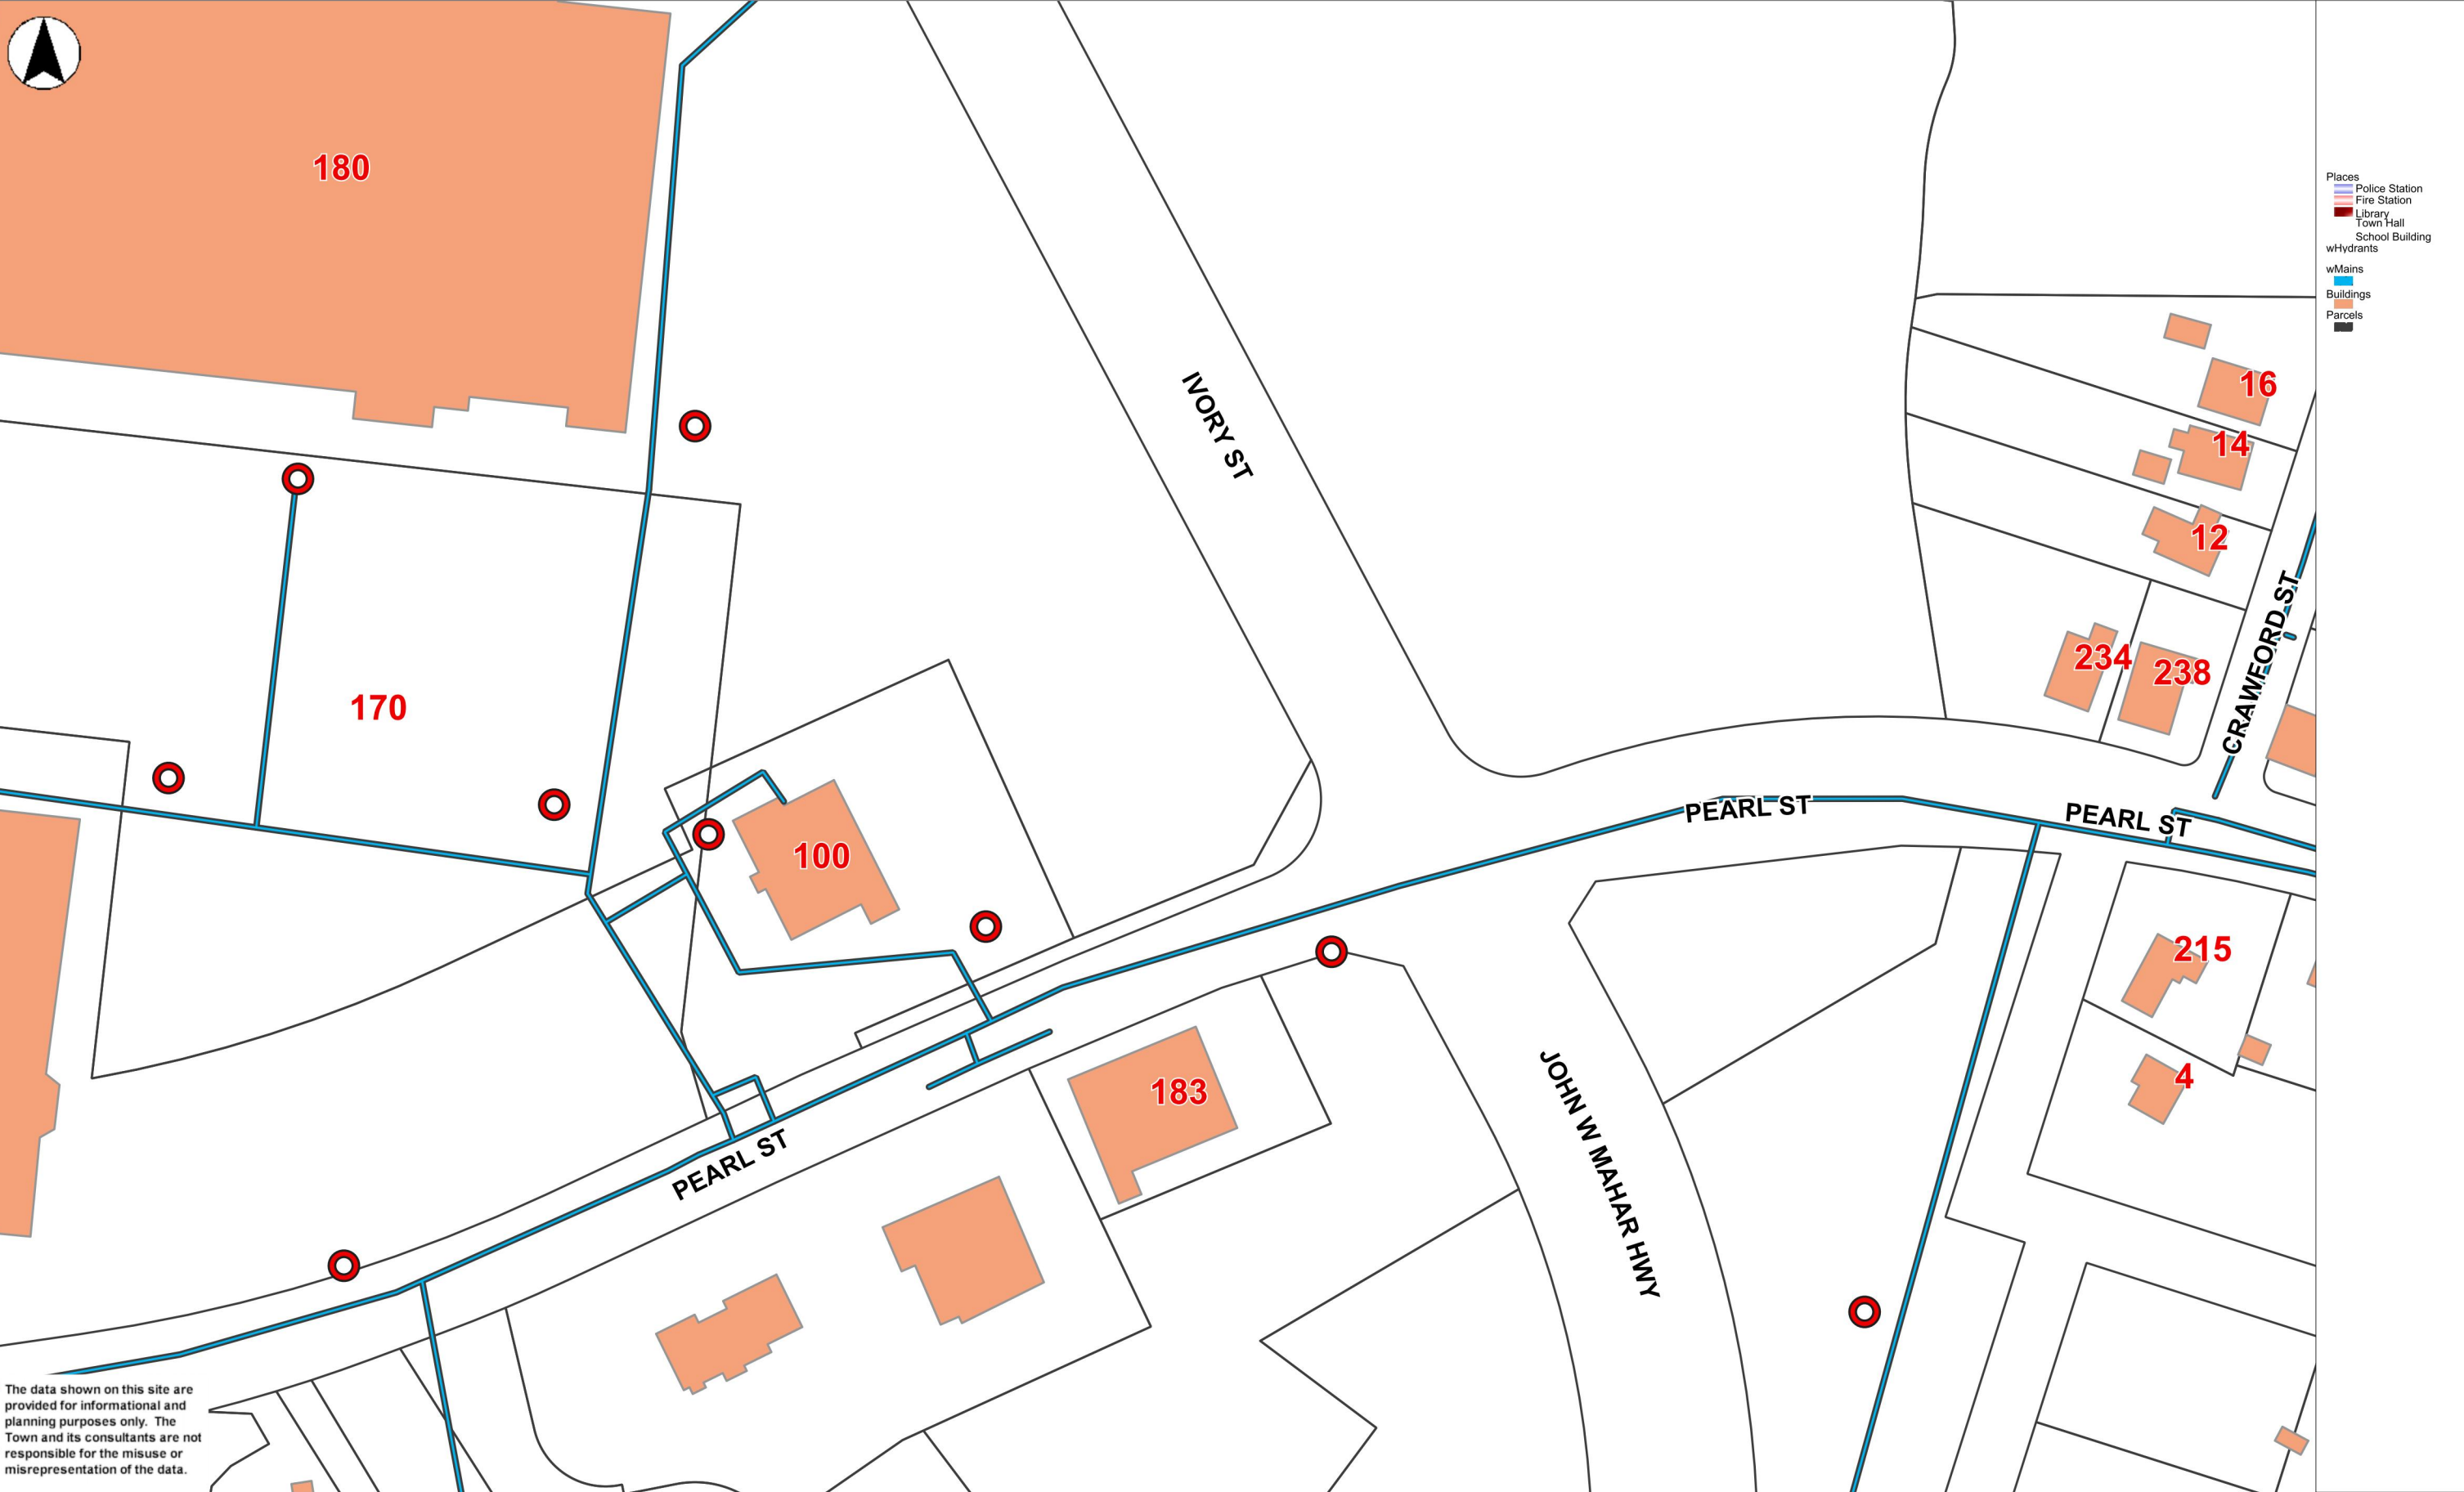 180
IVORY ST
170
100
16
14
12
234
238
CRAWFORD ST
PEARL ST
PEARL ST
215
4
183
JOHN W MAHAR HWY
PEARL ST
Places
Police Station
Fire Station
Library
Town Hall
School Building
wHydrants
wMains
Buildings
Parcels
The data shown on this site are
provided for informational and
planning purposes only. The
Town and its consultants are not
responsible for the misuse or
misrepresentation of the data.